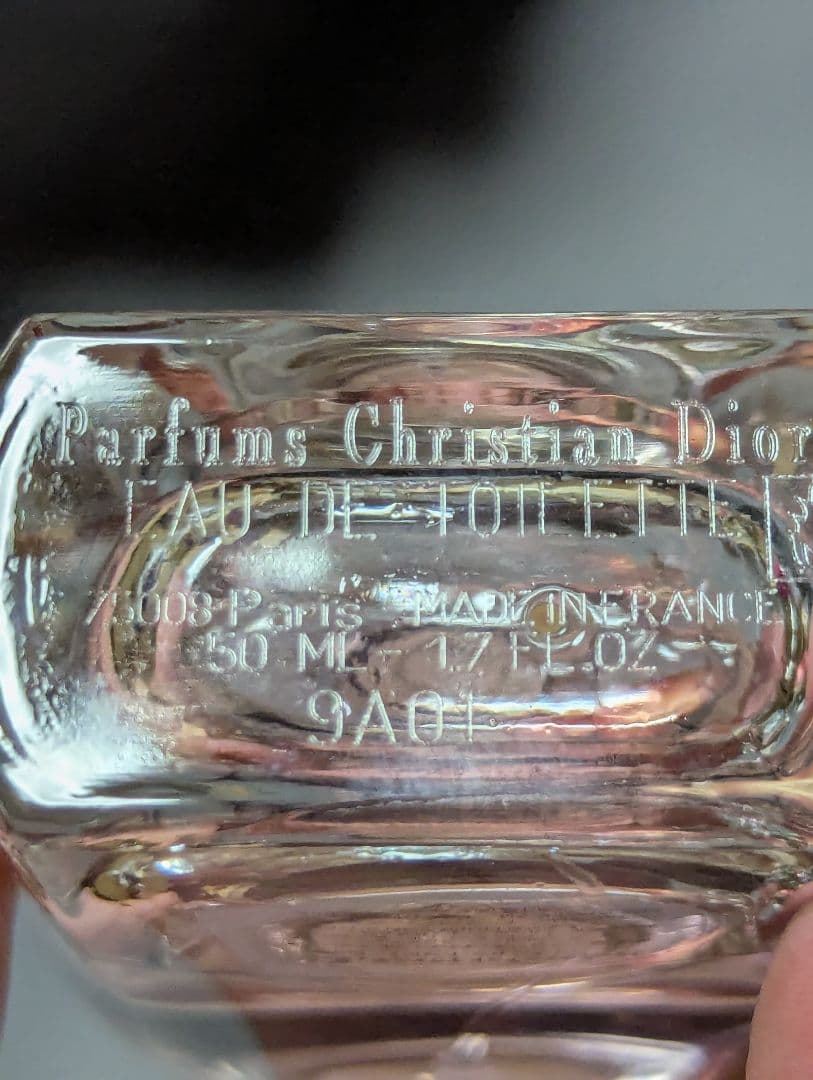 Parfums Christian Dior
EAU DE TOILETTE
75008 Paris MADE IN FRANCE
50 ML - 1.7 FL.OZ
9A01